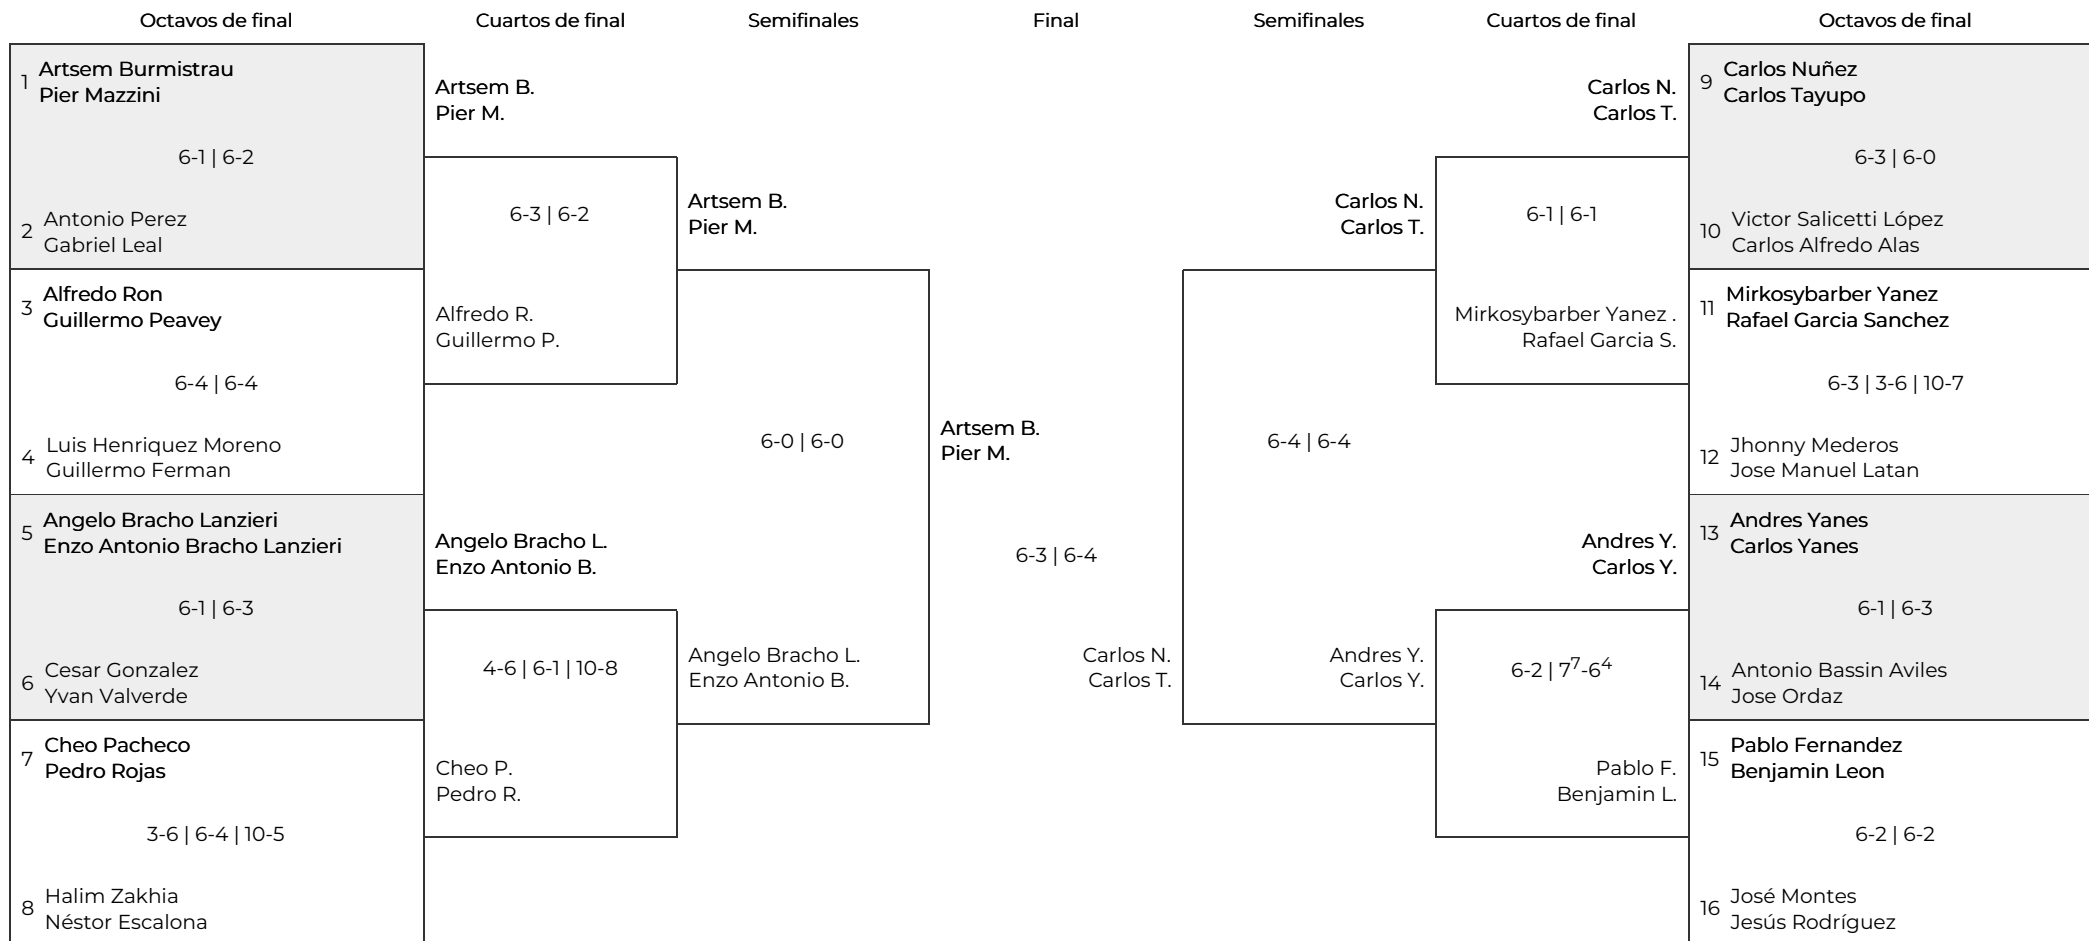 Octavos de final
Cuartos de final
Semifinales
Final
Semifinales
Cuartos de final
Octavos de final
1
Artsem Burmistrau
Pier Mazzini
6-1 | 6-2
2
Antonio Perez
Gabriel Leal
3
Alfredo Ron
Guillermo Peavey
6-4 | 6-4
4
Luis Henriquez Moreno
Guillermo Ferman
5
Angelo Bracho Lanzieri
Enzo Antonio Bracho Lanzieri
6-1 | 6-3
6
Cesar Gonzalez
Yvan Valverde
7
Cheo Pacheco
Pedro Rojas
3-6 | 6-4 | 10-5
8
Halim Zakhia
Néstor Escalona
Artsem B.
Pier M.
6-3 | 6-2
Alfredo R.
Guillermo P.
Angelo Bracho L.
Enzo Antonio B.
4-6 | 6-1 | 10-8
Cheo P.
Pedro R.
Artsem B.
Pier M.
6-0 | 6-0
Angelo Bracho L.
Enzo Antonio B.
Artsem B.
Pier M.
6-3 | 6-4
Carlos N.
Carlos T.
Carlos N.
Carlos T.
6-4 | 6-4
Andres Y.
Carlos Y.
Carlos N.
Carlos T.
6-1 | 6-1
Mirkosybarber Yanez .
Rafael Garcia S.
Andres Y.
Carlos Y.
6-2 | 7⁷-6⁴
Pablo F.
Benjamin L.
9
Carlos Nuñez
Carlos Tayupo
6-3 | 6-0
10
Victor Salicetti López
Carlos Alfredo Alas
11
Mirkosybarber Yanez
Rafael Garcia Sanchez
6-3 | 3-6 | 10-7
12
Jhonny Mederos
Jose Manuel Latan
13
Andres Yanes
Carlos Yanes
6-1 | 6-3
14
Antonio Bassin Aviles
Jose Ordaz
15
Pablo Fernandez
Benjamin Leon
6-2 | 6-2
16
José Montes
Jesús Rodríguez